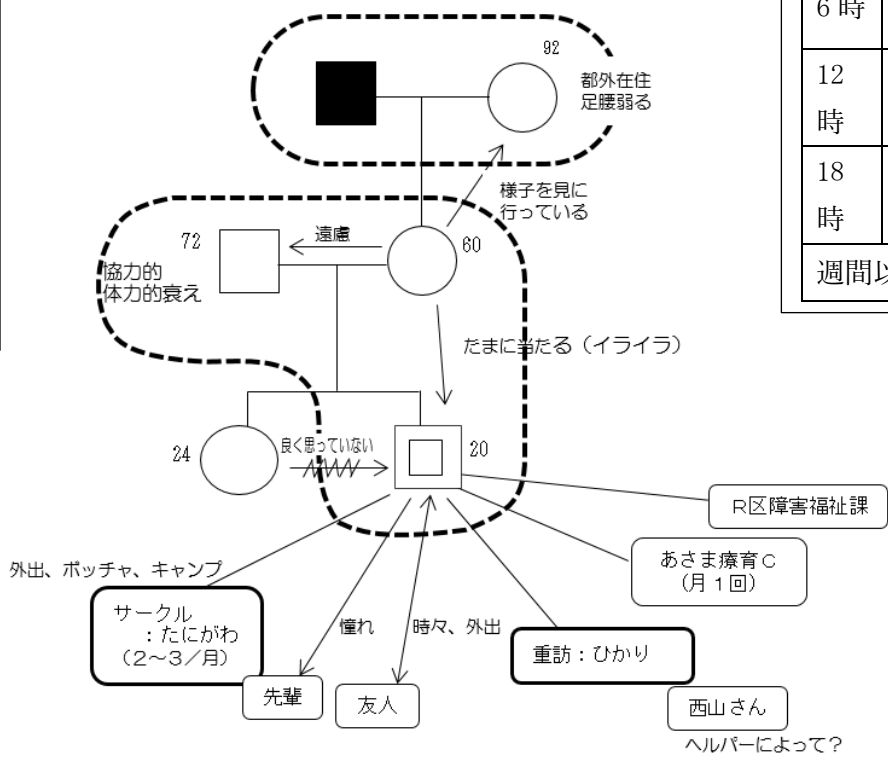 92
都外在住
足腰弱る
様子を見に
行っている
72
遠慮
60
協力的
体力的衰え
たまに当たる（イライラ）
24
良く思っていない
20
R区障害福祉課
あさま療育C
（月1回）
外出、ボッチャ、キャンプ
サークル
：たにがわ
（2～3／月）
憧れ
時々、外出
重訪：ひかり
先輩
友人
西山さん
ヘルパーによって？
6時
12
時
18
時
週間以